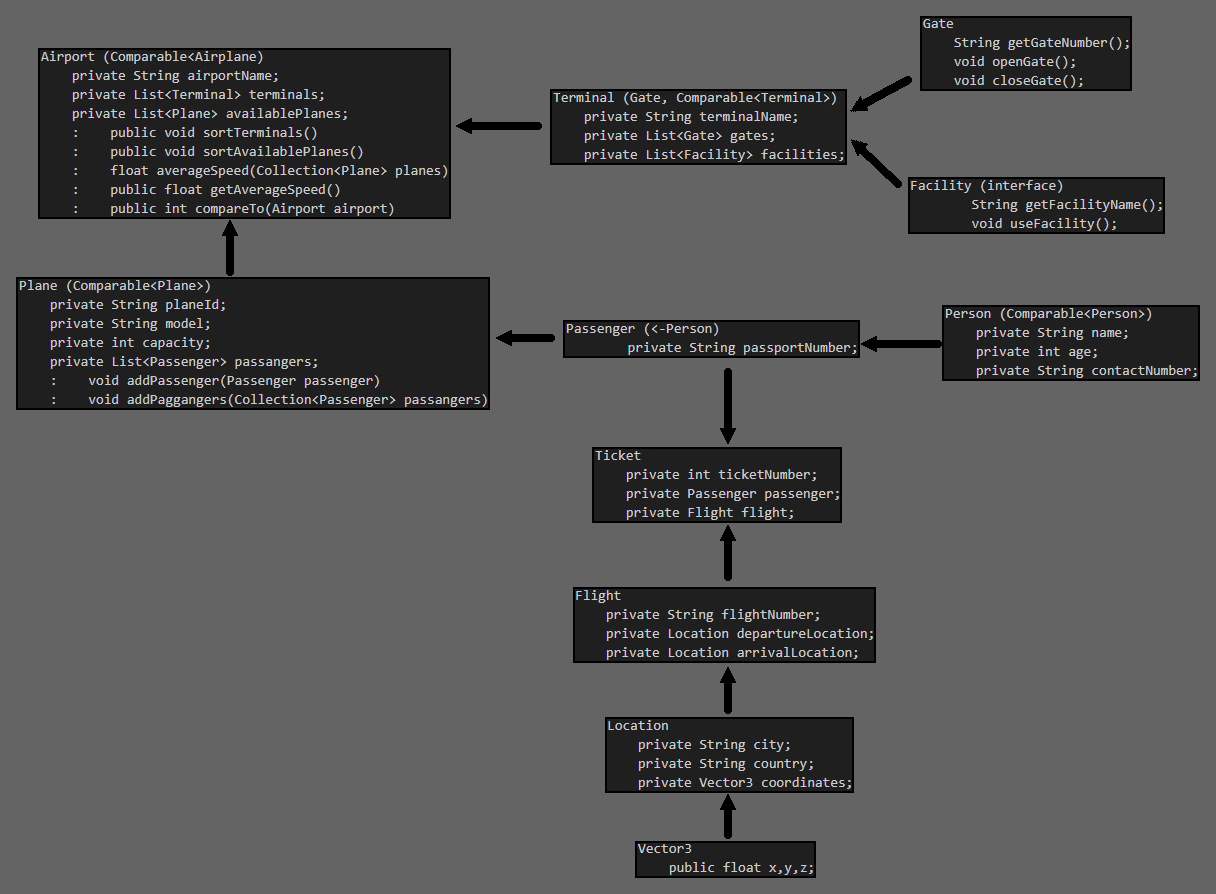 Gate
String getGateNumber();
void openGate();
void closeGate();
Airport (Comparable<Airplane)
private String airportName;
private List<Terminal> terminals;
private List<Plane> availablePlanes;
: public void sortTerminals()
: public void sortAvailablePlanes()
: float averageSpeed(Collection<Plane> planes)
: public float getAverageSpeed()
: public int compareTo(Airport airport)
Terminal (Gate, Comparable<Terminal>)
private String terminalName;
private List<Gate> gates;
private List<Facility> facilities;
Facility (interface)
String getFacilityName();
void useFacility();
Plane (Comparable<Plane>)
private String planeId;
private String model;
private int capacity;
private List<Passenger> passangers;
: void addPassenger(Passenger passenger)
: void addPaggangers(Collection<Passenger> passangers)
Passenger (<-Person)
private String passportNumber;
Person (Comparable<Person>)
private String name;
private int age;
private String contactNumber;
Ticket
private int ticketNumber;
private Passenger passenger;
private Flight flight;
Flight
private String flightNumber;
private Location departureLocation;
private Location arrivalLocation;
Location
private String city;
private String country;
private Vector3 coordinates;
Vector3
public float x,y,z;